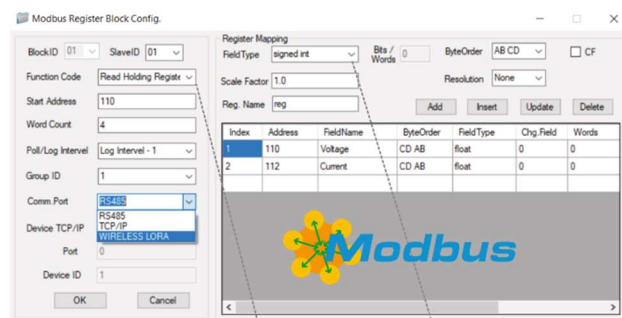 Modbus Register Block Config.
BlockID 01 SlaveID 01
Function Code Read Holding Registe
Start Address 110
Word Count 4
Poll/Log Interval Log Interval - 1
Group ID 1
Comm.Port RS485
RS485
TCP/IP
WIRELESS LORA
Device TCP/IP
Port 0
Device ID 1
OK Cancel
Register Mapping
FieldType signed int Bits / Words 0 ByteOrder AB CD CF
Scale Factor 1.0 Resolution None
Reg. Name reg Add Insert Update Delete
Index Address FieldName ByteOrder FieldType Chg.Field Words
1 110 Voltage CD AB float 0 0
2 112 Current CD AB float 0 0
Modbus